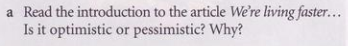 a Read the introduction to the article We're living faster...
Is it optimistic or pessimistic? Why?